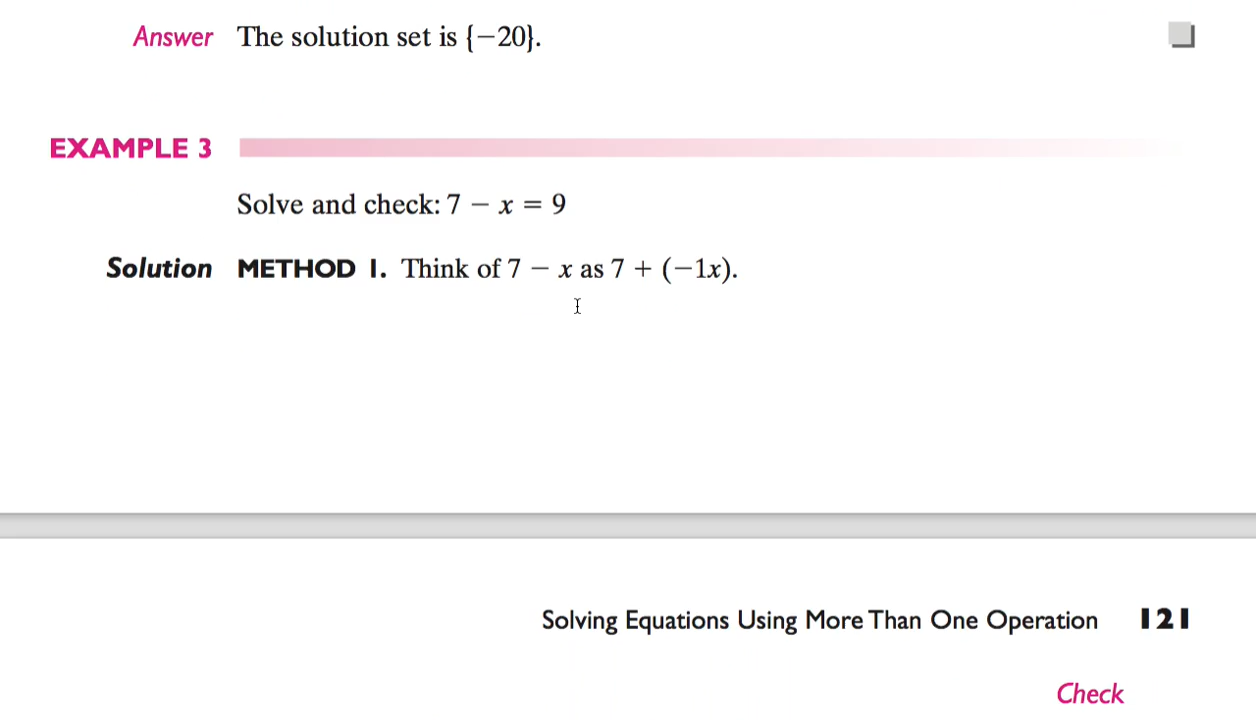 Answer The solution set is {−20}.
EXAMPLE 3
Solve and check: 7 − x = 9
Solution METHOD 1. Think of 7 − x as 7 + (−1x).
Solving Equations Using More Than One Operation 121
Check